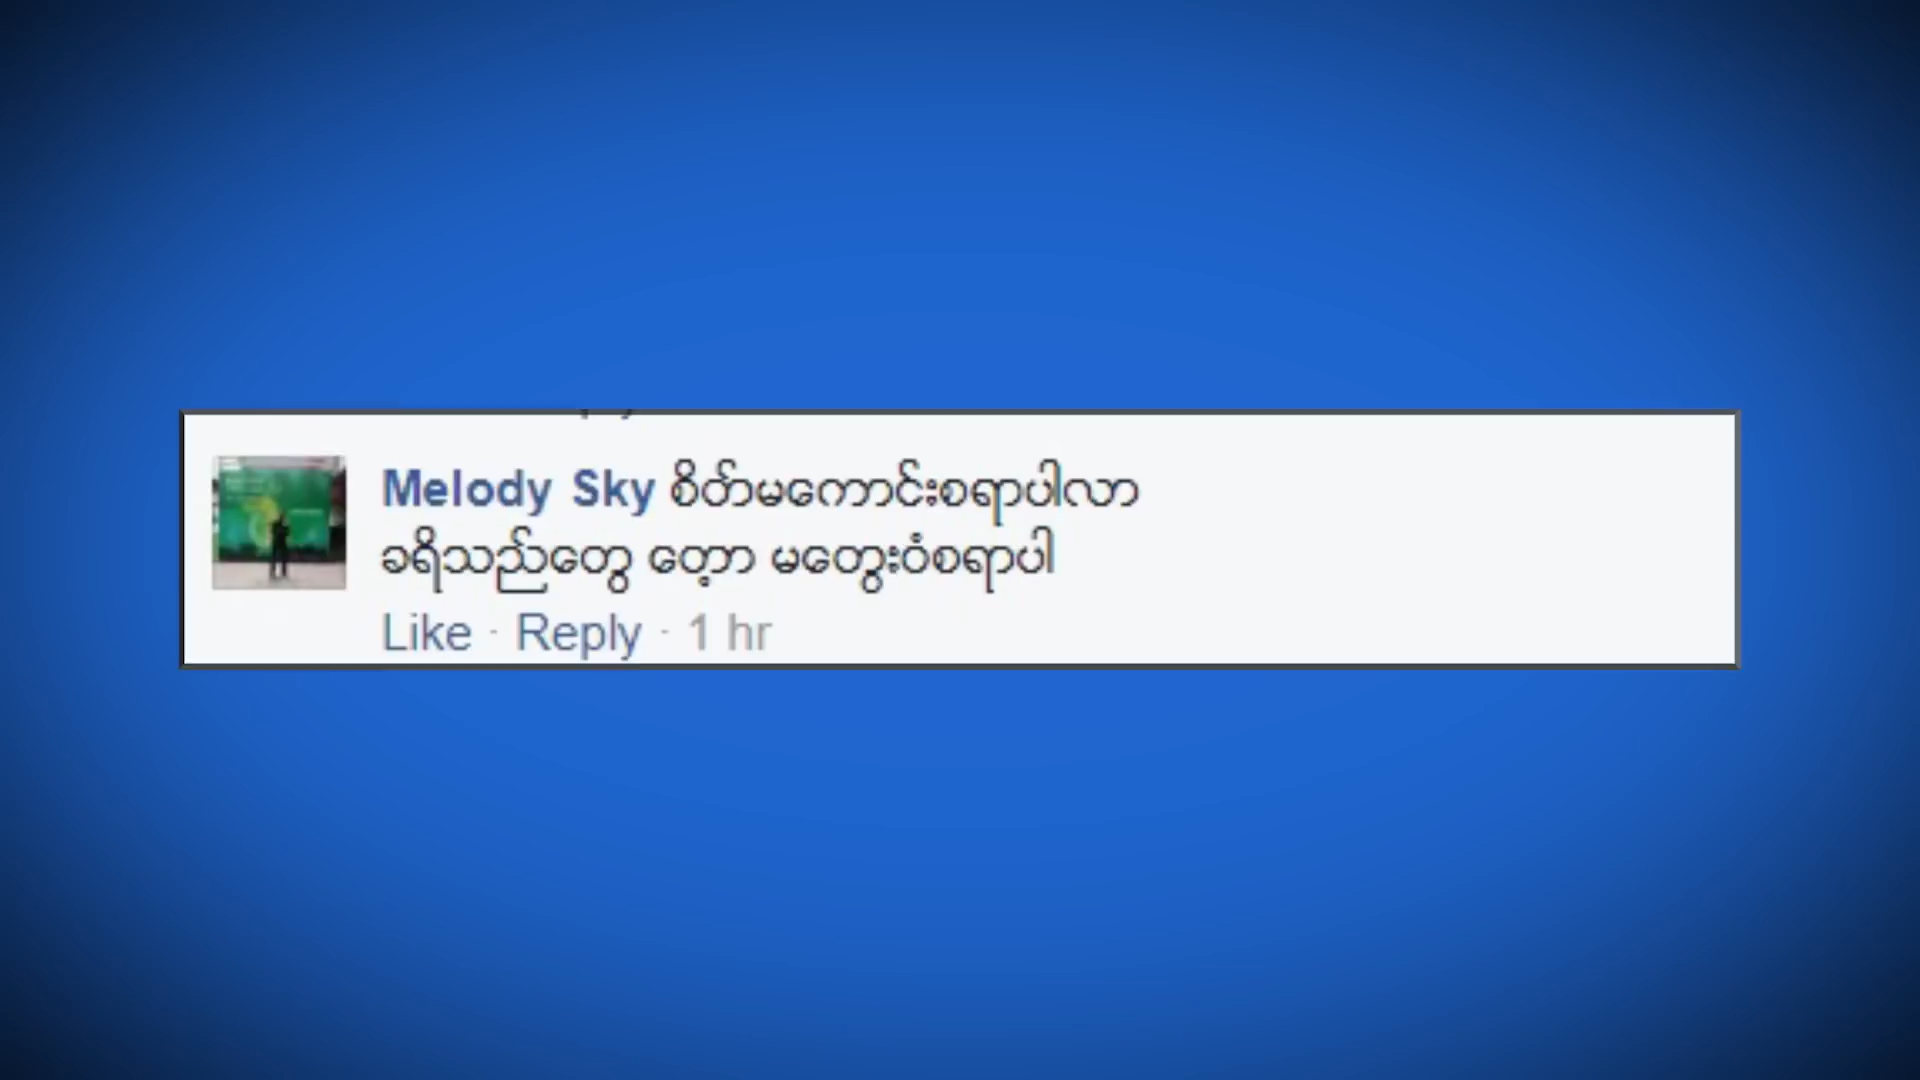 Melody Sky စိတ်မကောင်းစရာပါလာ
ခရီသည်တွေ တော့ မတွေးဝံစရာပါ
Like · Reply · 1 hr